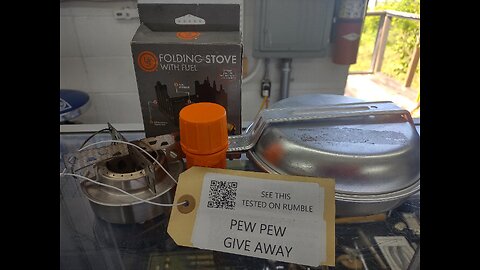 FOLDING STOVE
WITH FUEL
SEE THIS
TESTED ON RUMBLE
PEW PEW
GIVE AWAY